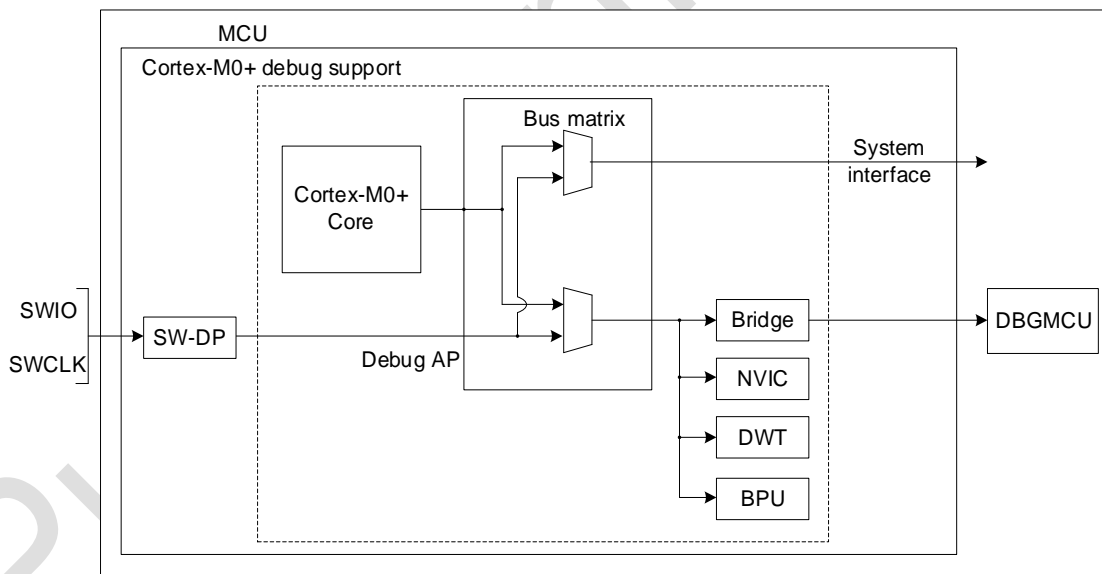 MCU
Cortex-M0+ debug support
Bus matrix
System
interface
Cortex-M0+
Core
SWIO
SWCLK
SW-DP
Debug AP
Bridge
DBGMCU
NVIC
DWT
BPU